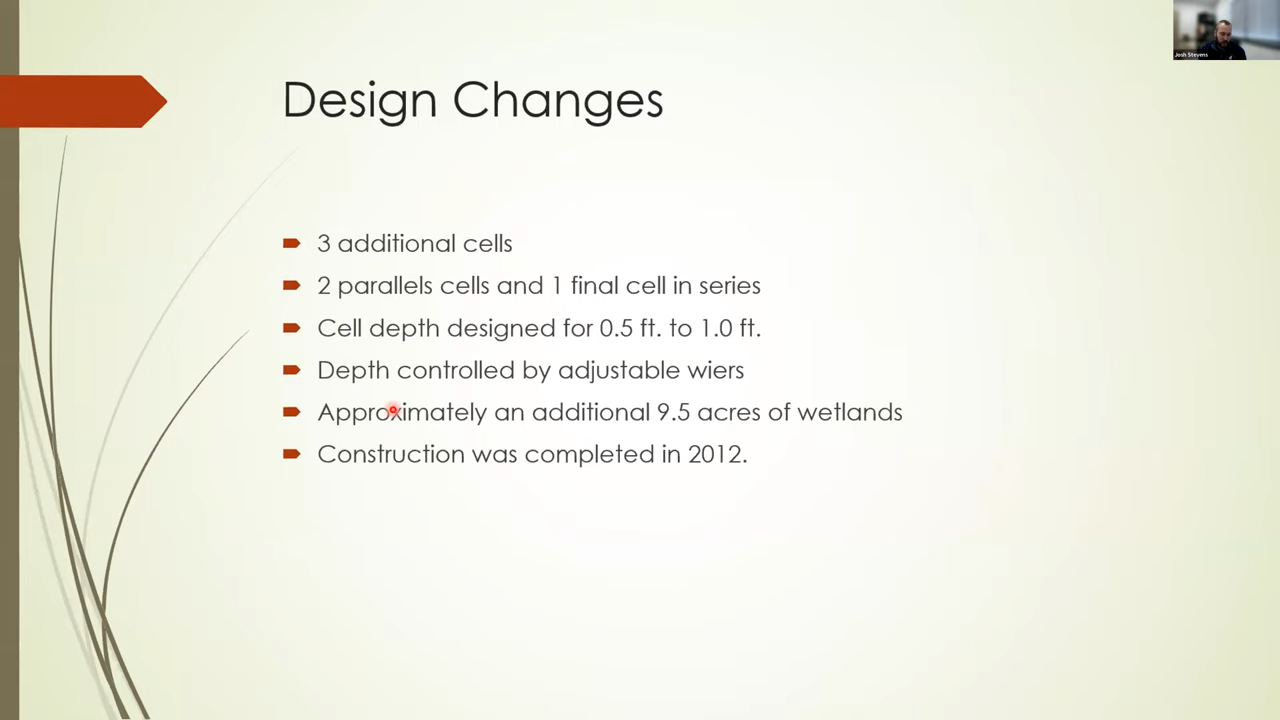 Josh Stevens
Design Changes
3 additional cells
2 parallels cells and 1 final cell in series
Cell depth designed for 0.5 ft. to 1.0 ft.
Depth controlled by adjustable wiers
Approximately an additional 9.5 acres of wetlands
Construction was completed in 2012.